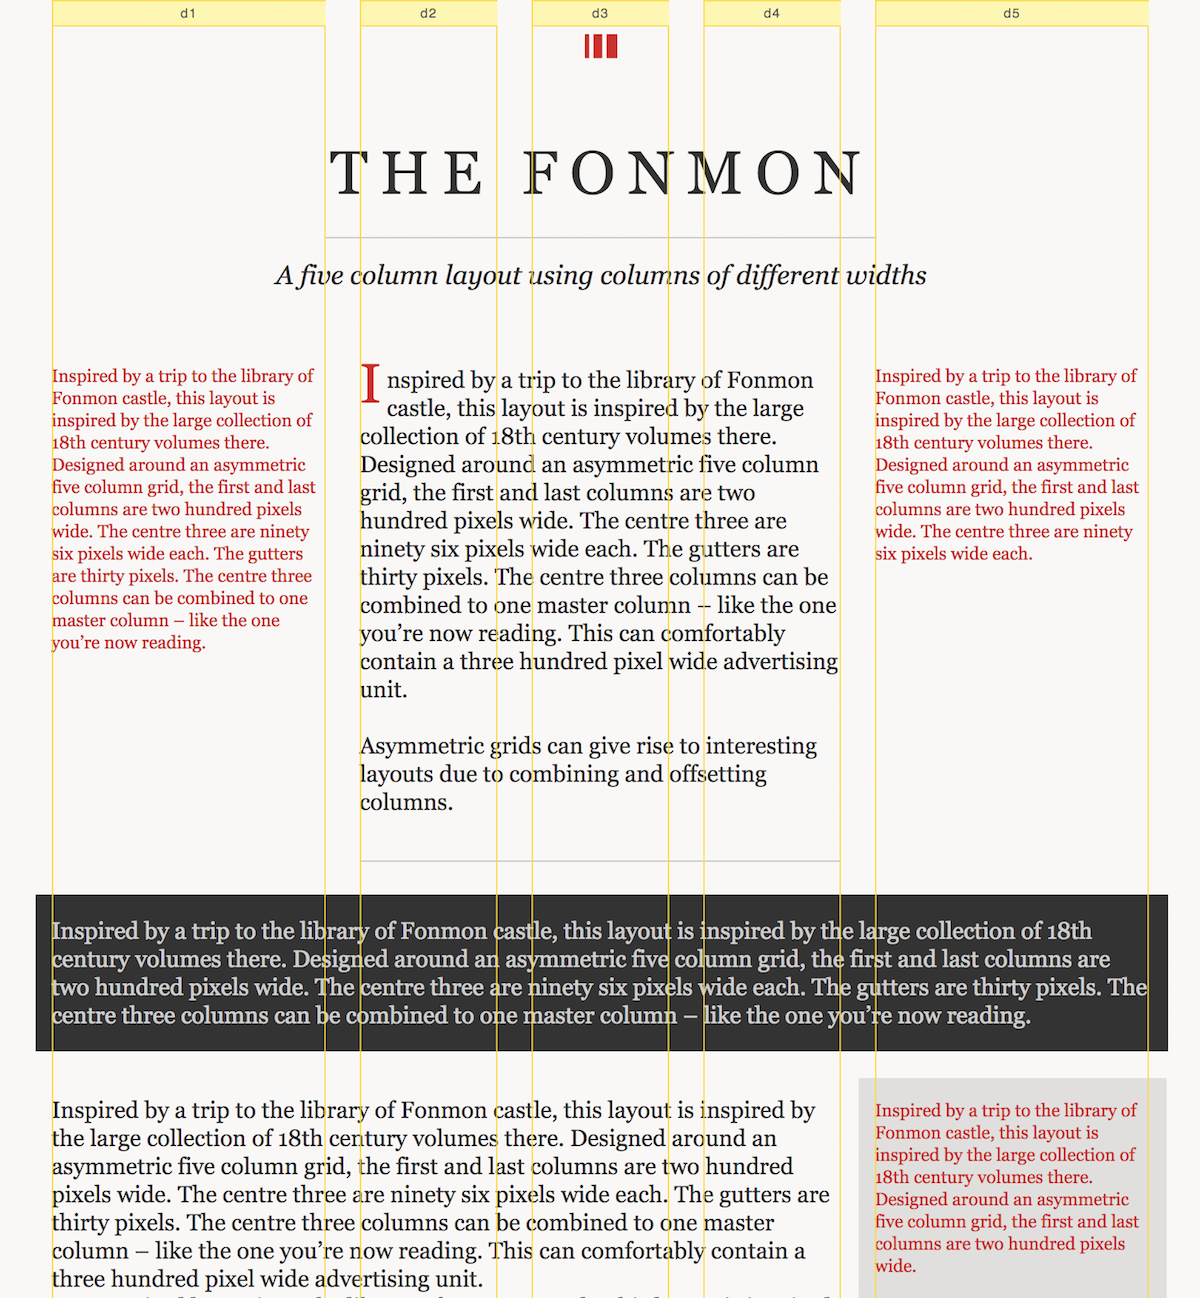 d1 d2 d3 d4 d5
THE FONMON
A five column layout using columns of different widths
Inspired by a trip to the library of
Fonmon castle, this layout is
inspired by the large collection of
18th century volumes there.
Designed around an asymmetric
five column grid, the first and last
columns are two hundred pixels
wide. The centre three are ninety
six pixels wide each. The gutters
are thirty pixels. The centre three
columns can be combined to one
master column – like the one
you’re now reading.
Inspired by a trip to the library of Fonmon
castle, this layout is inspired by the large
collection of 18th century volumes there.
Designed around an asymmetric five column
grid, the first and last columns are two
hundred pixels wide. The centre three are
ninety six pixels wide each. The gutters are
thirty pixels. The centre three columns can be
combined to one master column – like the one
you’re now reading. This can comfortably
contain a three hundred pixel wide advertising
unit.
Asymmetric grids can give rise to interesting
layouts due to combining and offsetting
columns.
Inspired by a trip to the library of
Fonmon castle, this layout is
inspired by the large collection of
18th century volumes there.
Designed around an asymmetric
five column grid, the first and last
columns are two hundred pixels
wide. The centre three are ninety
six pixels wide each.
Inspired by a trip to the library of Fonmon castle, this layout is inspired by the large collection of 18th
century volumes there. Designed around an asymmetric five column grid, the first and last columns are
two hundred pixels wide. The centre three are ninety six pixels wide each. The gutters are thirty pixels. The
centre three columns can be combined to one master column – like the one you’re now reading.
Inspired by a trip to the library of Fonmon castle, this layout is inspired by
the large collection of 18th century volumes there. Designed around an
asymmetric five column grid, the first and last columns are two hundred
pixels wide. The centre three are ninety six pixels wide each. The gutters are
thirty pixels. The centre three columns can be combined to one master
column – like the one you’re now reading. This can comfortably contain a
three hundred pixel wide advertising unit.
Inspired by a trip to the library of
Fonmon castle, this layout is
inspired by the large collection of
18th century volumes there.
Designed around an asymmetric
five column grid, the first and last
columns are two hundred pixels
wide.